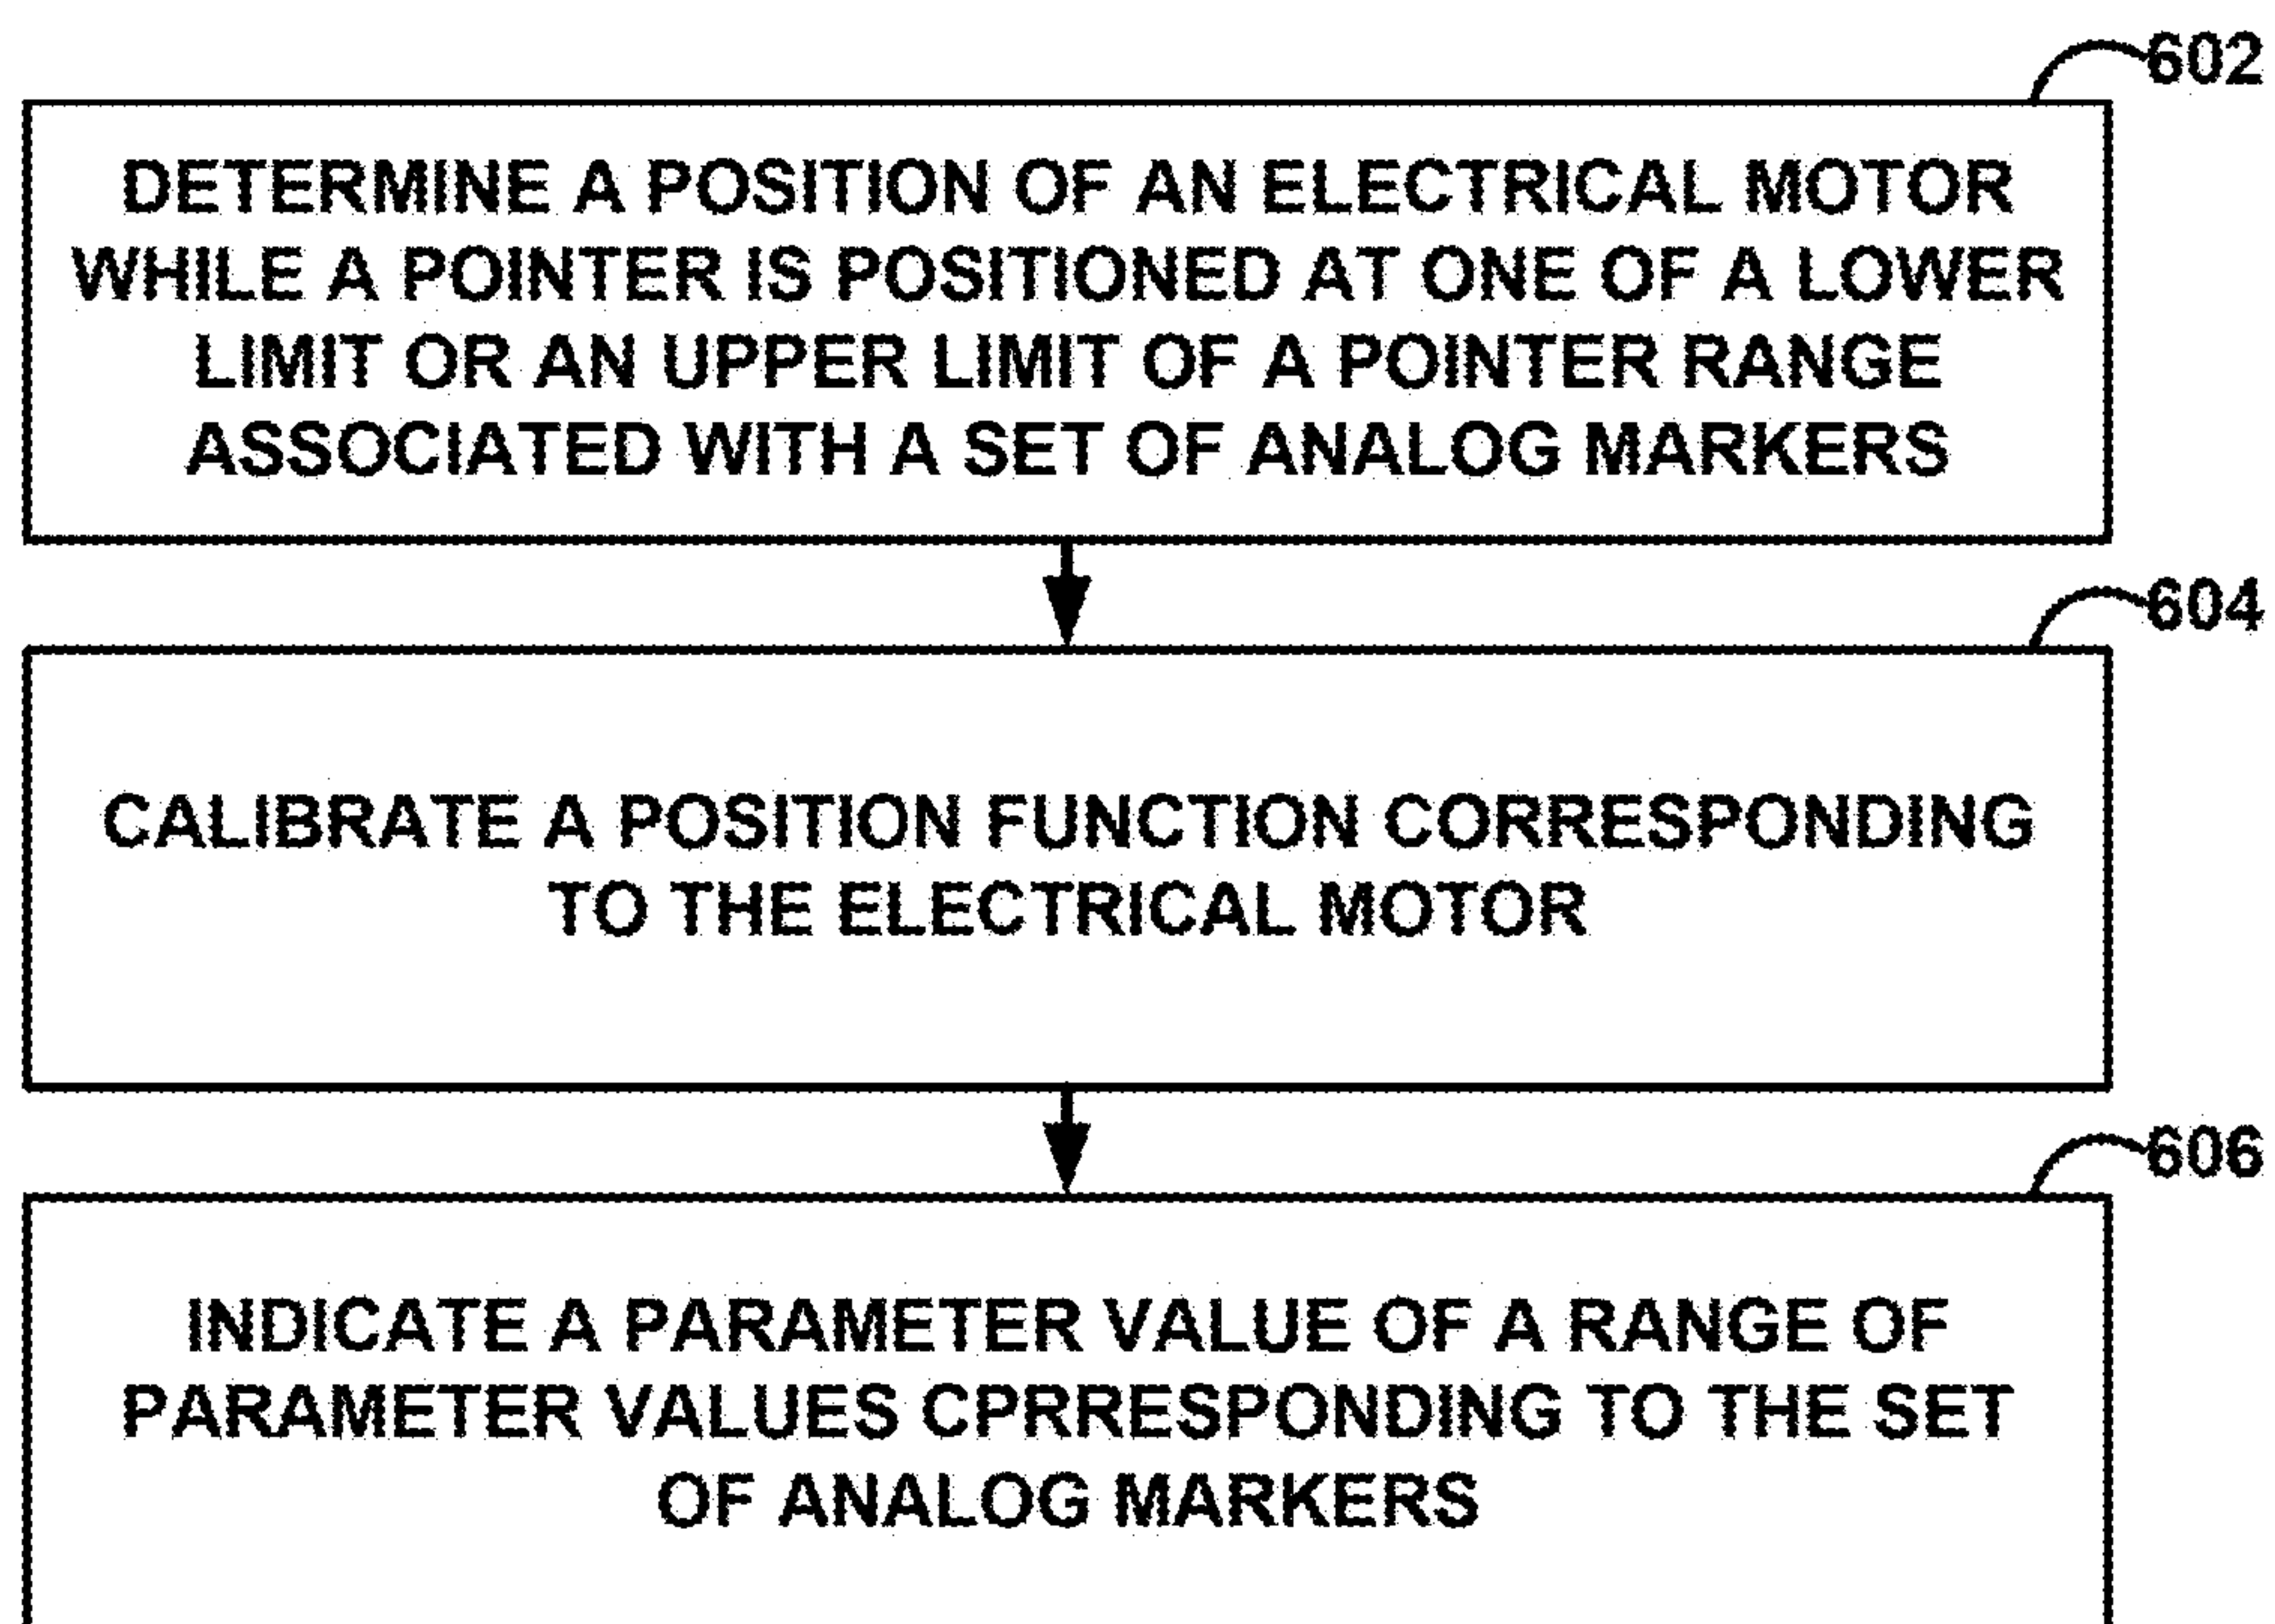 602
DETERMINE A POSITION OF AN ELECTRICAL MOTOR
WHILE A POINTER IS POSITIONED AT ONE OF A LOWER
LIMIT OR AN UPPER LIMIT OF A POINTER RANGE
ASSOCIATED WITH A SET OF ANALOG MARKERS
604
CALIBRATE A POSITION FUNCTION CORRESPONDING
TO THE ELECTRICAL MOTOR
606
INDICATE A PARAMETER VALUE OF A RANGE OF
PARAMETER VALUES CPRRESPONDING TO THE SET
OF ANALOG MARKERS